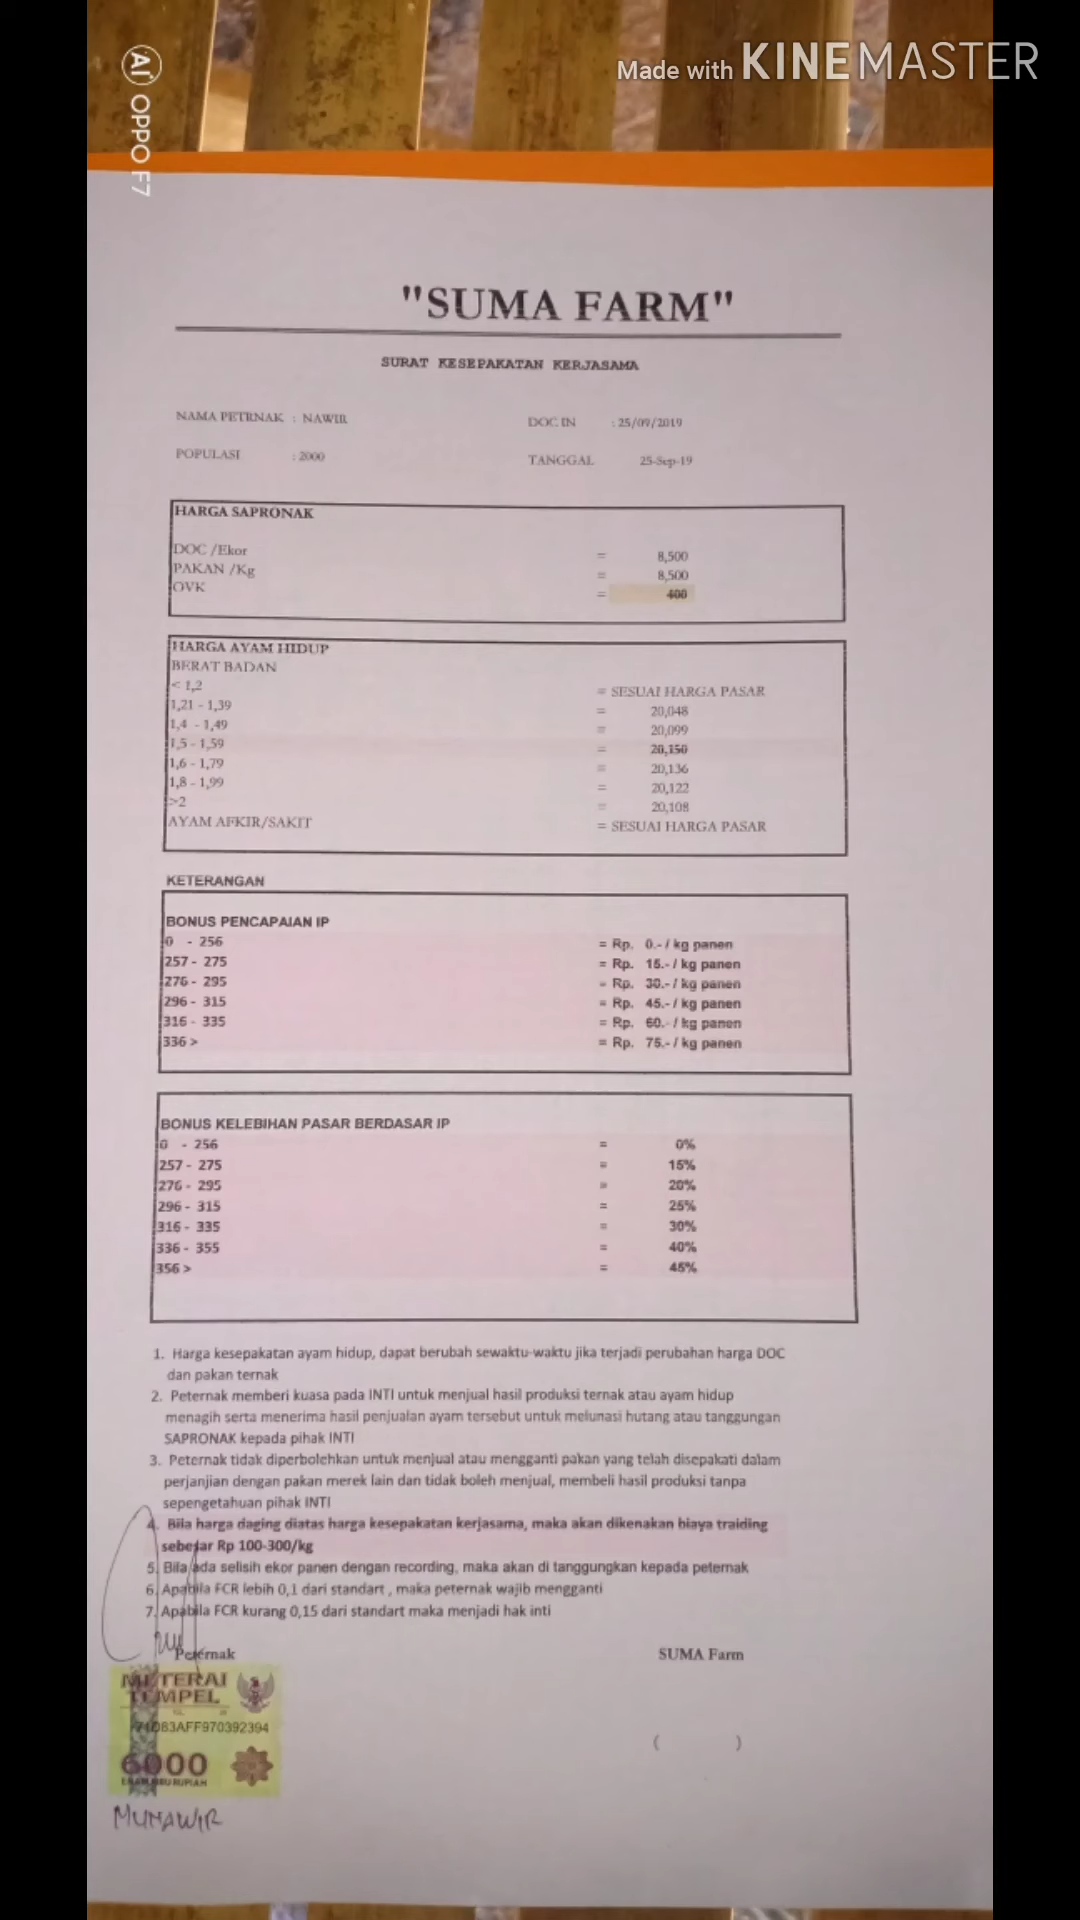 AI OPPO F7
Made with KINEMASTER
"SUMA FARM"
SURAT KESEPAKATAN KERJASAMA
NAMA PETRNAK : NAWIR DOC IN : 25/09/2019
POPULASI : 2000 TANGGAL 25-Sep-19
HARGA SAPRONAK
DOC /Ekor = 8,500
PAKAN /Kg = 8,500
OVK = 400
HARGA AYAM HIDUP
BERAT BADAN
< 1,2 = SESUAI HARGA PASAR
1,21 - 1,39 = 20,048
1,4 - 1,49 = 20,099
1,5 - 1,59 = 20,150
1,6 - 1,79 = 20,136
1,8 - 1,99 = 20,122
>2 = 20,108
AYAM AFKIR/SAKIT = SESUAI HARGA PASAR
KETERANGAN
BONUS PENCAPAIAN IP
0 - 256 = Rp. 0.-/ kg panen
257 - 275 = Rp. 15.-/ kg panen
276 - 295 = Rp. 30.-/ kg panen
296 - 315 = Rp. 45.-/ kg panen
316 - 335 = Rp. 60.-/ kg panen
336 > = Rp. 75.-/ kg panen
BONUS KELEBIHAN PASAR BERDASAR IP
0 - 256 = 0%
257 - 275 = 15%
276 - 295 = 20%
296 - 315 = 25%
316 - 335 = 30%
336 - 355 = 40%
356 > = 45%
1. Harga kesepakatan ayam hidup, dapat berubah sewaktu-waktu jika terjadi perubahan harga DOC
dan pakan ternak
2. Peternak memberi kuasa pada INTI untuk menjual hasil produksi ternak atau ayam hidup
menagih serta menerima hasil penjualan ayam tersebut untuk melunasi hutang atau tanggungan
SAPRONAK kepada pihak INTI
3. Peternak tidak diperbolehkan untuk menjual atau mengganti pakan yang telah disepakati dalam
perjanjian dengan pakan merek lain dan tidak boleh menjual, membeli hasil produksi tanpa
sepengetahuan pihak INTI
4. Bila harga daging diatas harga kesepakatan kerjasama, maka akan dikenakan biaya traiding
sebesar Rp 100-300/kg
5. Bila ada selisih ekor panen dengan recording, maka akan di tanggungkan kepada peternak
6. Apabila FCR lebih 0,1 dari standart , maka peternak wajib mengganti
7. Apabila FCR kurang 0,15 dari standart maka menjadi hak inti
Peternak SUMA Farm
METERAI
TEMPEL
83AFF970392394
6000
ENAM RIBU RUPIAH
( )
MUNAWIR